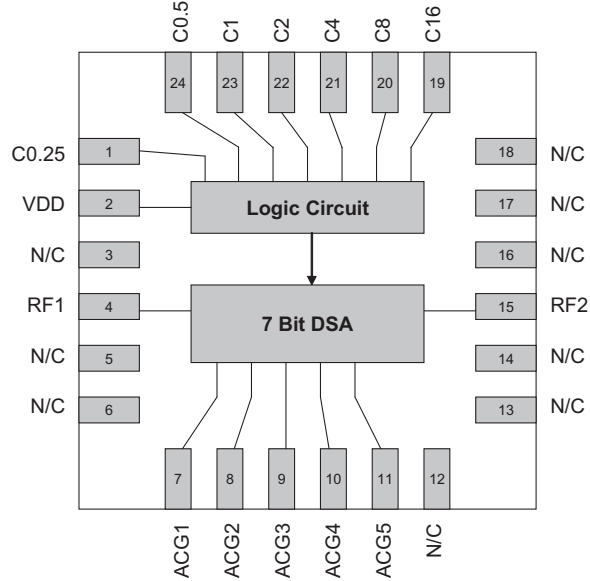 C0.5 C1 C2 C4 C8 C16
24 23 22 21 20 19
C0.25 1 18 N/C
VDD 2 Logic Circuit 17 N/C
N/C 3 16 N/C
RF1 4 7 Bit DSA 15 RF2
N/C 5 14 N/C
N/C 6 13 N/C
7 8 9 10 11 12
ACG1 ACG2 ACG3 ACG4 ACG5 N/C